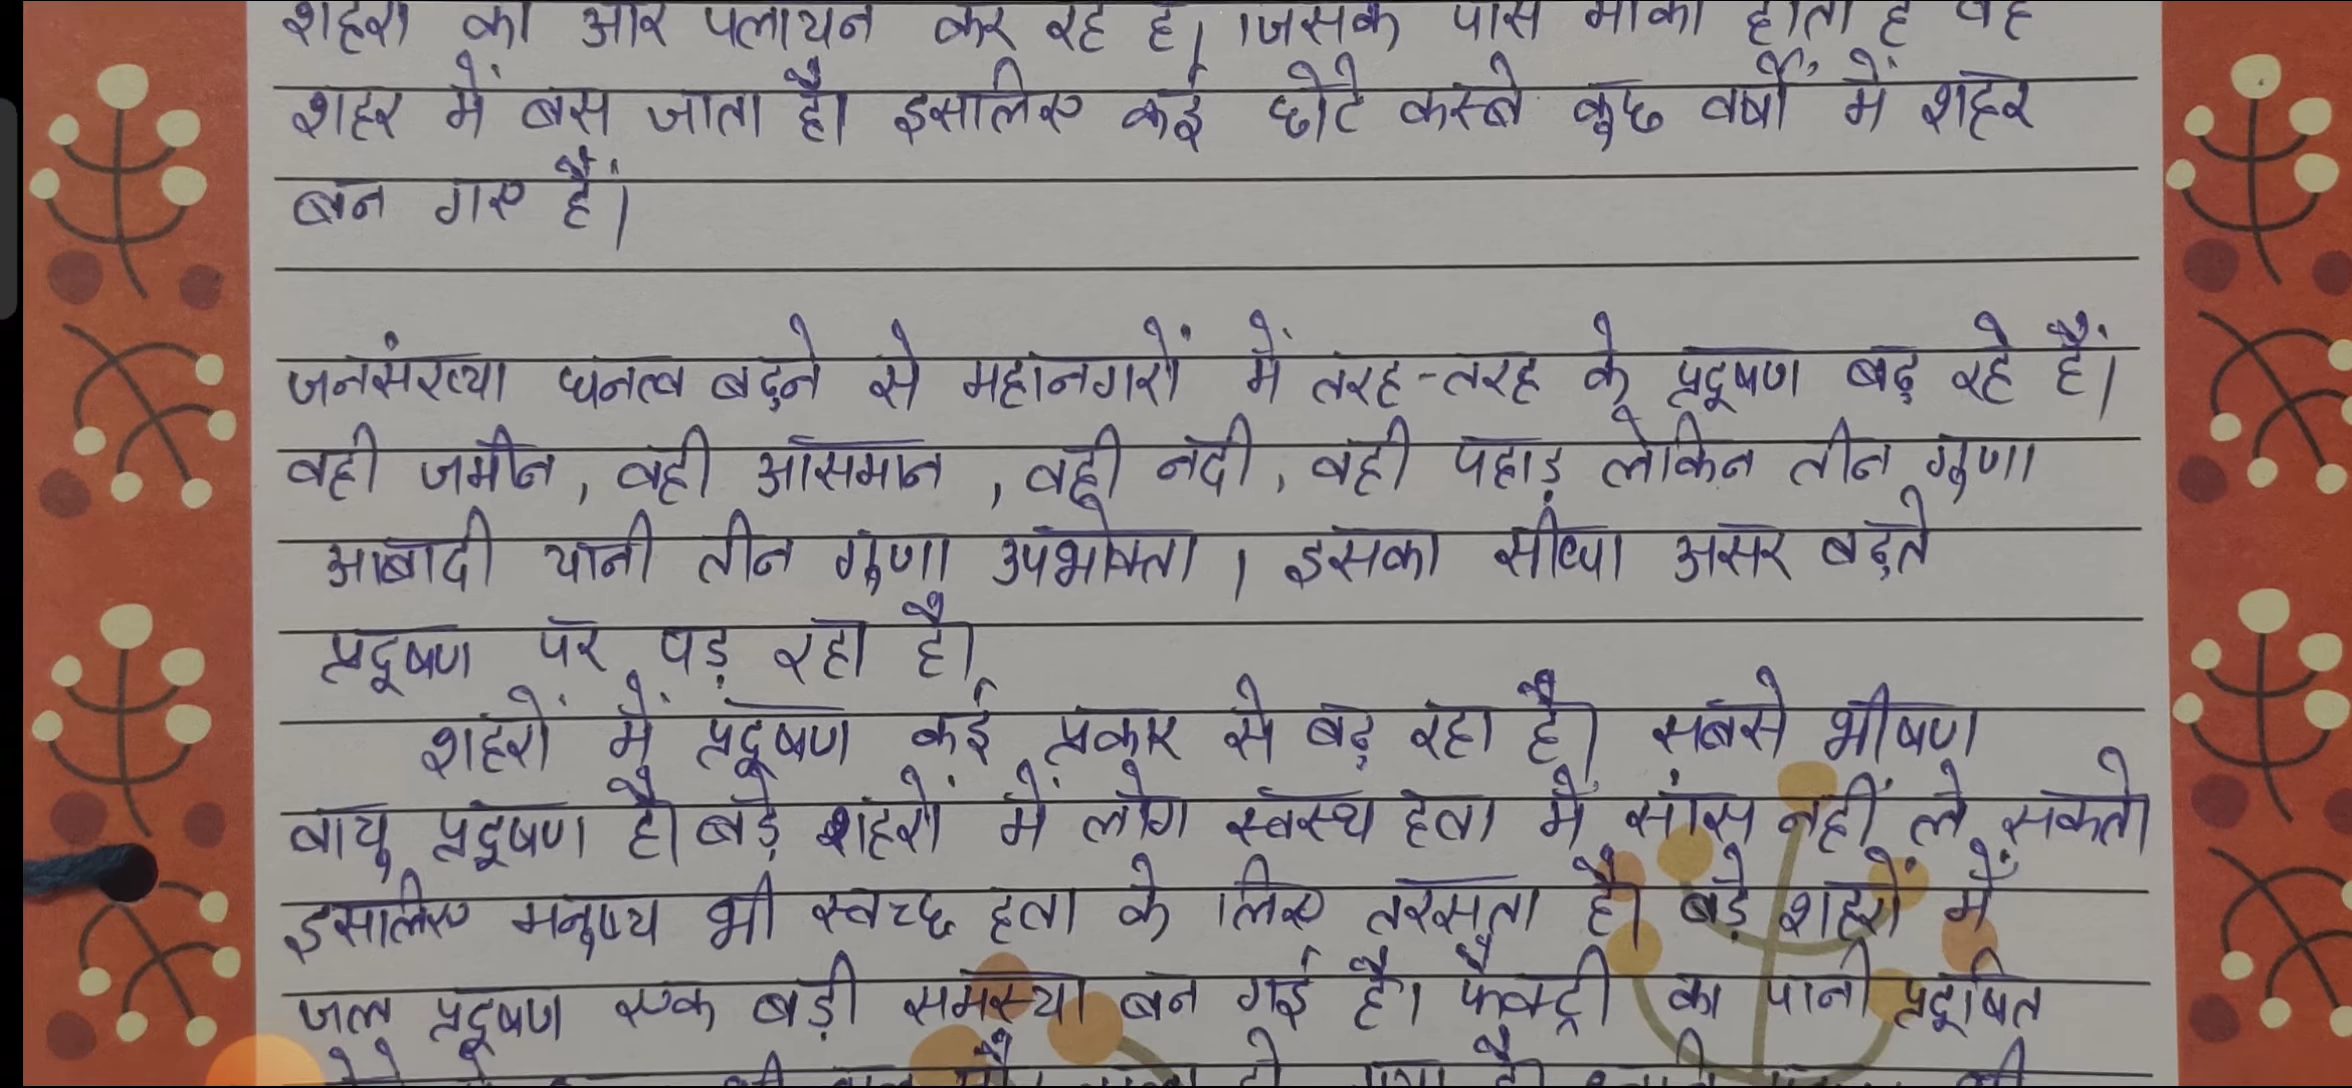 शहरों की ओर पलायन कर रहे हैं। जिसके पास मौका होता है वह
शहर में बस जाता है। इसलिए कई छोटे कस्बे कुछ वर्षों में शहर
बन गए हैं।
जनसंख्या घनत्व बढ़ने से महानगरों में तरह-तरह के प्रदूषण बढ़ रहे हैं।
वही जमीन, वही आसमान, वही नदी, वही पहाड़ लेकिन तीन गुणा
आबादी यानी तीन गुणा उपभोक्ता। इसका सीधा असर बढ़ते
प्रदूषण पर पड़ रहा है।
शहरों में प्रदूषण कई प्रकार से बढ़ रहा है। सबसे भीषण
वायु प्रदूषण है। बड़े शहरों में लोग स्वस्थ हवा में सांस नहीं ले सकते।
इसलिए मनुष्य भी स्वच्छ हवा के लिए तरसता है। बड़े शहरों में
जल प्रदूषण एक बड़ी समस्या बन गई है। फैक्ट्री का पानी प्रदूषित